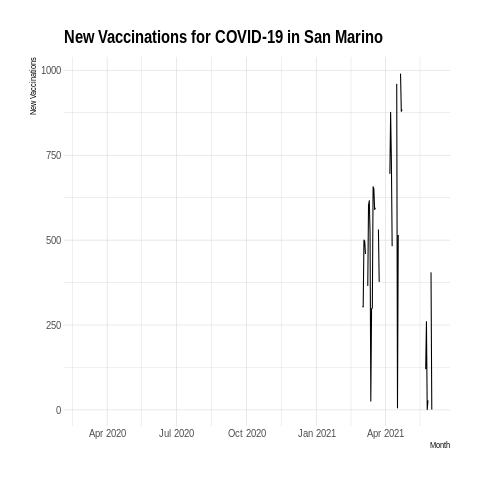 New Vaccinations for COVID-19 in San Marino
New Vaccinations
1000
750
500
250
0
Apr 2020
Jul 2020
Oct 2020
Jan 2021
Apr 2021
Month